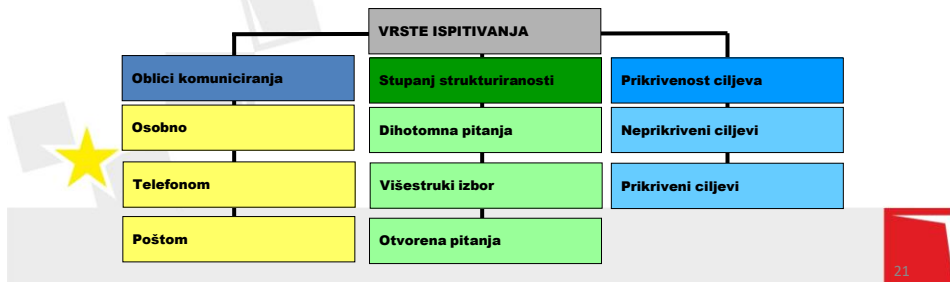 VRSTE ISPITIVANJA
Oblici komuniciranja
Stupanj strukturiranosti
Prikrivenost ciljeva
Osobno
Dihotomna pitanja
Neprikriveni ciljevi
Telefonom
Višestruki izbor
Prikriveni ciljevi
Poštom
Otvorena pitanja
21